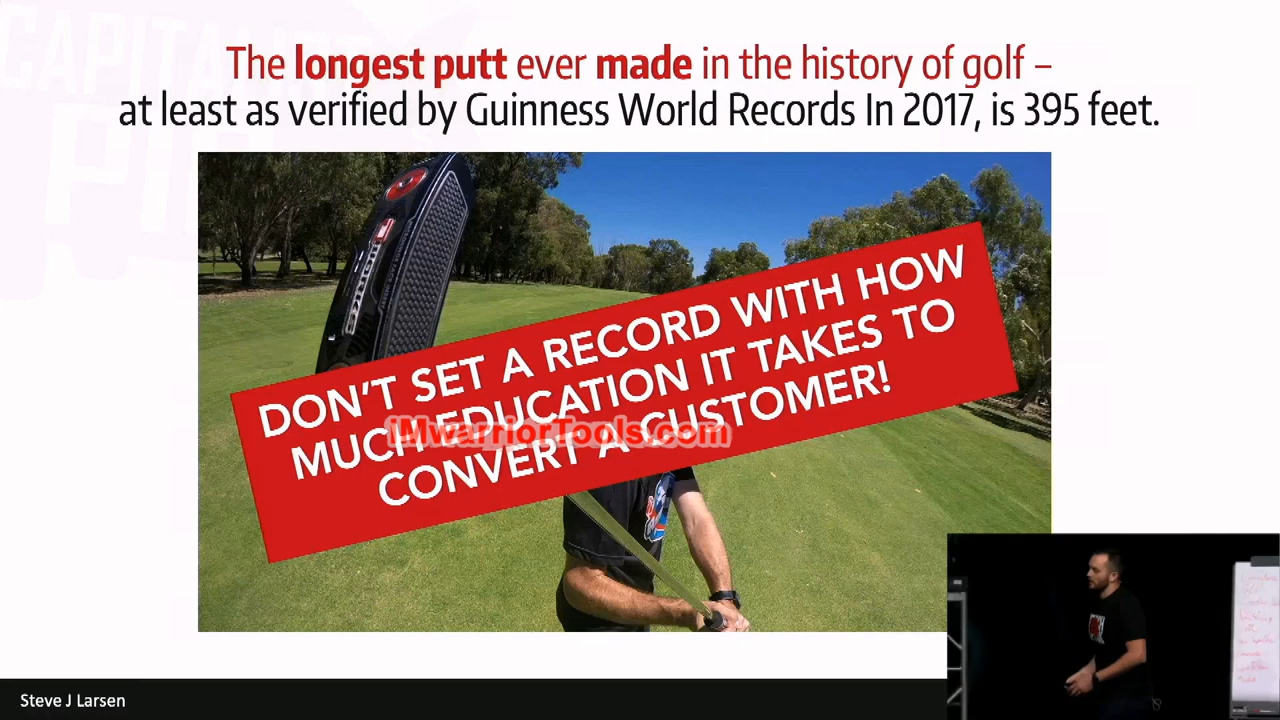 The longest putt ever made in the history of golf –
at least as verified by Guinness World Records In 2017, is 395 feet.
CAPITALIST
PIG
DON'T SET A RECORD WITH HOW
MUCH EDUCATION IT TAKES TO
CONVERT A CUSTOMER!
iMwarriorTools.com
Steve J Larsen